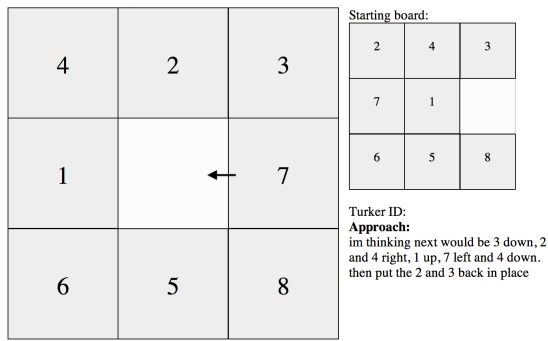 4 2 3
1 7
6 5 8
Starting board:
2 4 3
7 1
6 5 8
Turker ID:
Approach:
im thinking next would be 3 down, 2
and 4 right, 1 up, 7 left and 4 down.
then put the 2 and 3 back in place